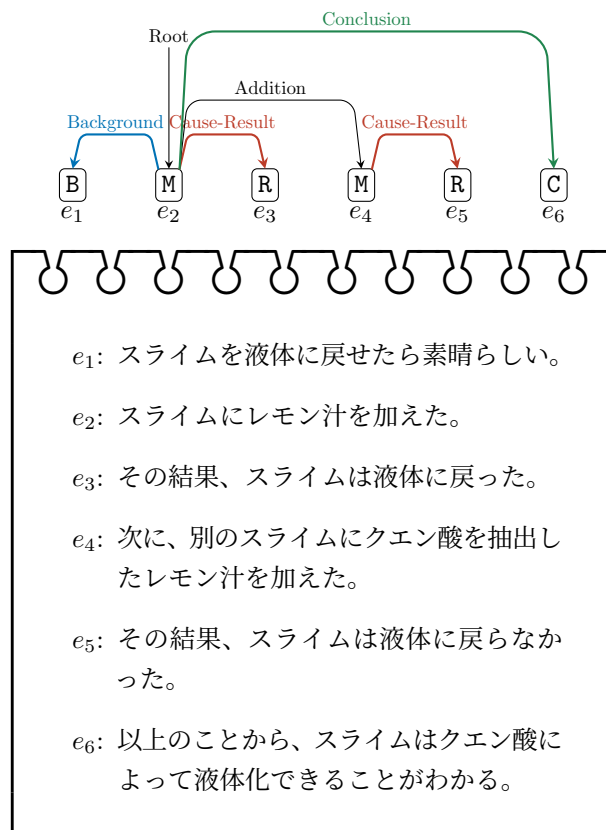 Conclusion
Root
Addition
Background Cause-Result Cause-Result
B M R M R C
e1 e2 e3 e4 e5 e6
e1: スライムを液体に戻せたら素晴らしい。
e2: スライムにレモン汁を加えた。
e3: その結果、スライムは液体に戻った。
e4: 次に、別のスライムにクエン酸を抽出し
たレモン汁を加えた。
e5: その結果、スライムは液体に戻らなか
った。
e6: 以上のことから、スライムはクエン酸に
よって液体化できることがわかる。